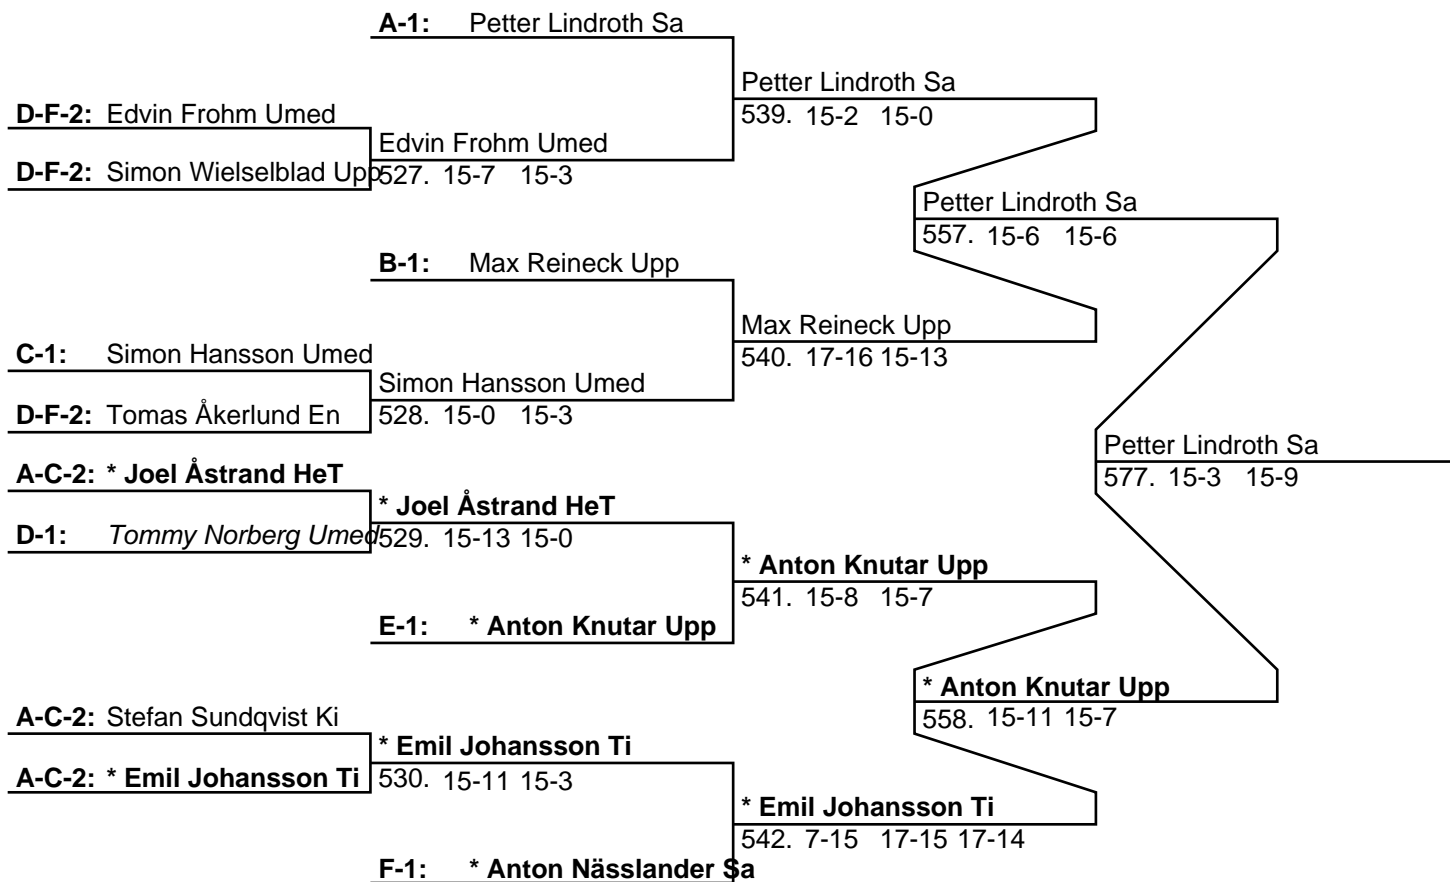 A-1: Petter Lindroth Sa
Petter Lindroth Sa
539. 15-2 15-0
D-F-2: Edvin Frohm Umed
Edvin Frohm Umed
D-F-2: Simon Wielselblad Upp
527. 15-7 15-3
Petter Lindroth Sa
557. 15-6 15-6
B-1: Max Reineck Upp
Max Reineck Upp
540. 17-16 15-13
C-1: Simon Hansson Umed
Simon Hansson Umed
D-F-2: Tomas Åkerlund En
528. 15-0 15-3
Petter Lindroth Sa
577. 15-3 15-9
A-C-2: * Joel Åstrand HeT
* Joel Åstrand HeT
D-1: Tommy Norberg Umed
529. 15-13 15-0
* Anton Knutar Upp
541. 15-8 15-7
E-1: * Anton Knutar Upp
* Anton Knutar Upp
558. 15-11 15-7
A-C-2: Stefan Sundqvist Ki
* Emil Johansson Ti
A-C-2: * Emil Johansson Ti
530. 15-11 15-3
* Emil Johansson Ti
542. 7-15 17-15 17-14
F-1: * Anton Nässlander Sa